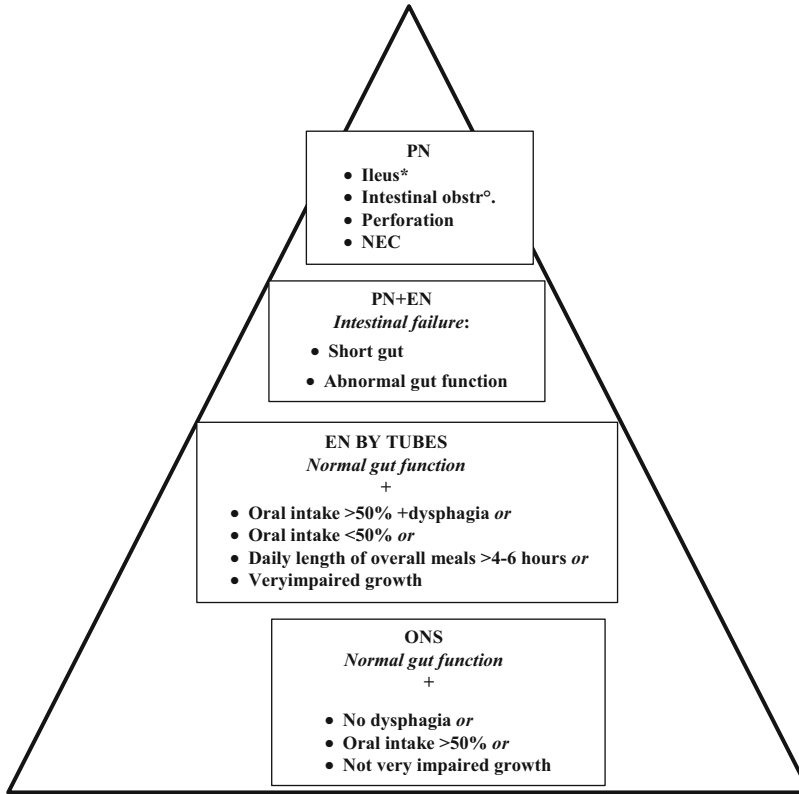 PN
• Ileus*
• Intestinal obstr°.
• Perforation
• NEC
PN+EN
Intestinal failure:
• Short gut
• Abnormal gut function
EN BY TUBES
Normal gut function
+
• Oral intake >50% +dysphagia or
• Oral intake <50% or
• Daily length of overall meals >4-6 hours or
• Veryimpaired growth
ONS
Normal gut function
+
• No dysphagia or
• Oral intake >50% or
• Not very impaired growth